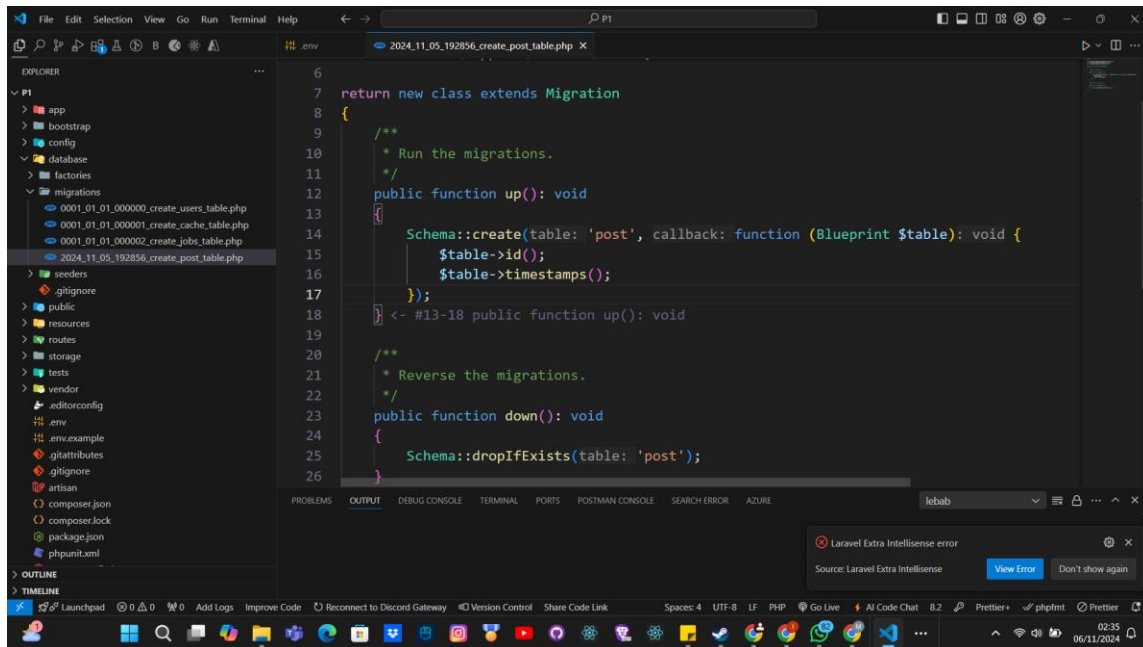 File Edit Selection View Go Run Terminal Help
P1
.env
2024_11_05_192856_create_post_table.php
EXPLORER
P1
app
bootstrap
config
database
factories
migrations
0001_01_01_000000_create_users_table.php
0001_01_01_000001_create_cache_table.php
0001_01_01_000002_create_jobs_table.php
2024_11_05_192856_create_post_table.php
seeders
.gitignore
public
resources
routes
storage
tests
vendor
.editorconfig
.env
.env.example
.gitattributes
.gitignore
artisan
composer.json
composer.lock
package.json
phpunit.xml
OUTLINE
TIMELINE
6
7 return new class extends Migration
8 {
9 /**
10 * Run the migrations.
11 */
12 public function up(): void
13 {
14 Schema::create(table: 'post', callback: function (Blueprint $table): void {
15 $table->id();
16 $table->timestamps();
17 });
18 } <- #13-18 public function up(): void
19
20 /**
21 * Reverse the migrations.
22 */
23 public function down(): void
24 {
25 Schema::dropIfExists(table: 'post');
26 }
PROBLEMS OUTPUT DEBUG CONSOLE TERMINAL PORTS POSTMAN CONSOLE SEARCH ERROR AZURE
lebab
Laravel Extra Intellisense error
Source: Laravel Extra Intellisense
View Error
Don't show again
Launchpad 0 0 0 Add Logs Improve Code Reconnect to Discord Gateway Version Control Share Code Link Spaces: 4 UTF-8 LF PHP Go Live AI Code Chat 8.2 Prettier+ phpfmt Prettier
02:35
06/11/2024